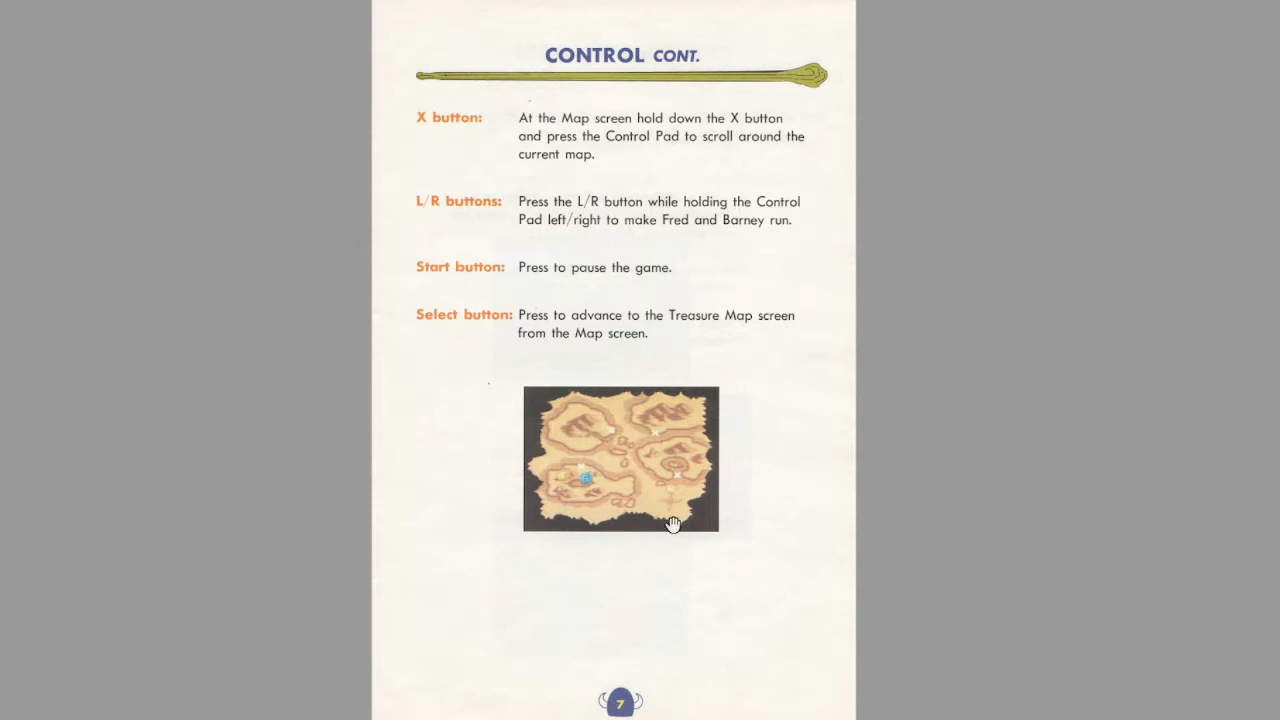 CONTROL CONT.
X button: At the Map screen hold down the X button
and press the Control Pad to scroll around the
current map.
L/R buttons: Press the L/R button while holding the Control
Pad left/right to make Fred and Barney run.
Start button: Press to pause the game.
Select button: Press to advance to the Treasure Map screen
from the Map screen.
7